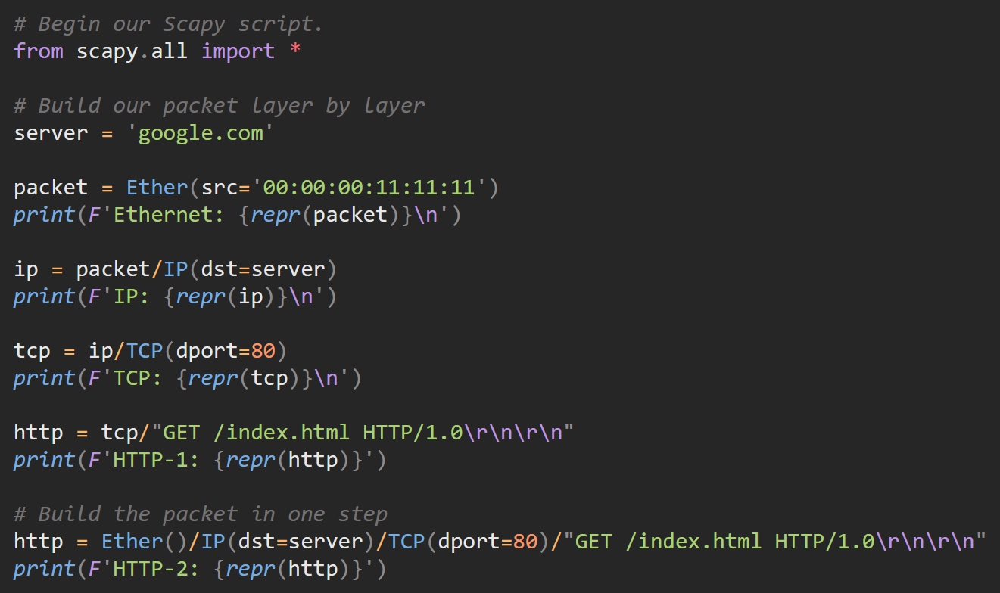 # Begin our Scapy script.
from scapy.all import *
# Build our packet layer by layer
server = 'google.com'
packet = Ether(src='00:00:00:11:11:11')
print(F'Ethernet: {repr(packet)}\n')
ip = packet/IP(dst=server)
print(F'IP: {repr(ip)}\n')
tcp = ip/TCP(dport=80)
print(F'TCP: {repr(tcp)}\n')
http = tcp/"GET /index.html HTTP/1.0\r\n\r\n"
print(F'HTTP-1: {repr(http)}')
# Build the packet in one step
http = Ether()/IP(dst=server)/TCP(dport=80)/"GET /index.html HTTP/1.0\r\n\r\n"
print(F'HTTP-2: {repr(http)}')